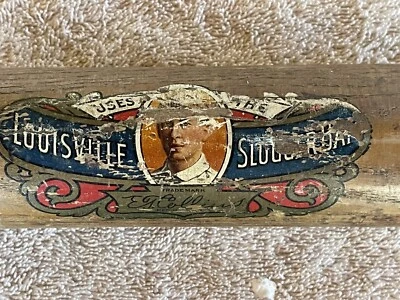 USES THE
LOUISVILLE SLUGGER BAT
TRADEMARK